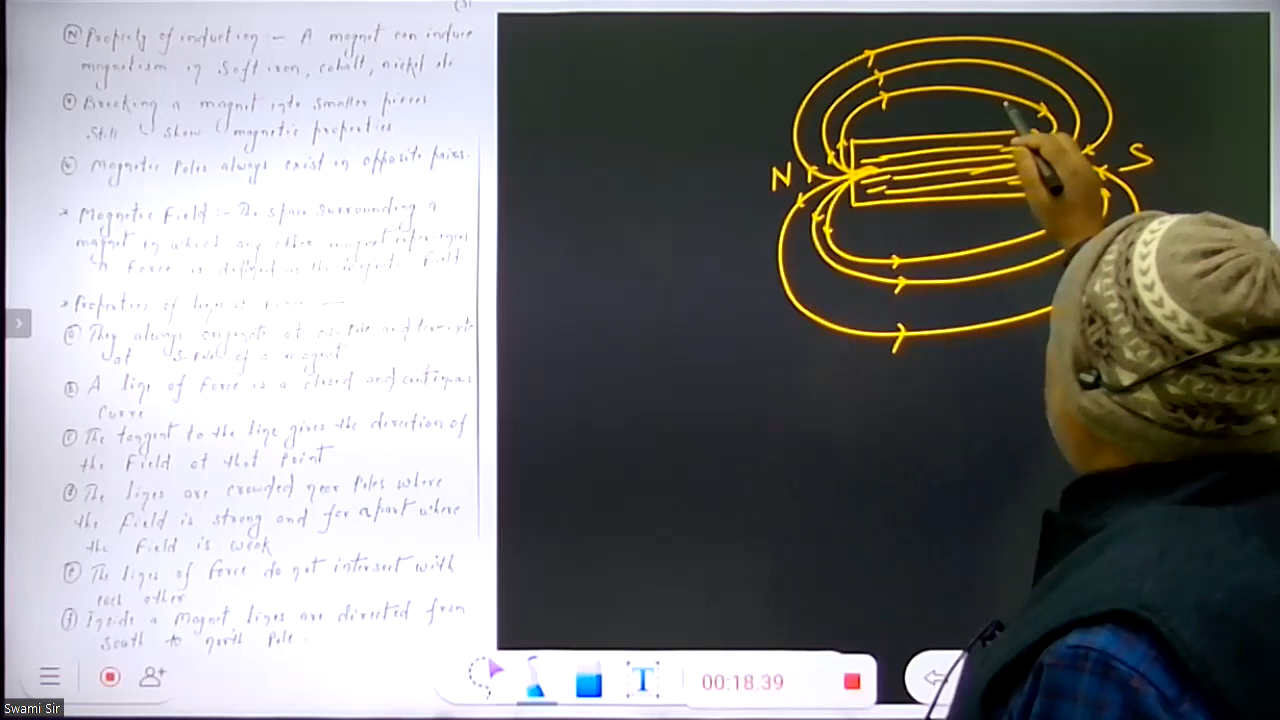 (iv) Property of induction :- A magnet can induce
magnetism in soft iron, cobalt, nickel etc
(v) Breaking a magnet into smaller pieces
still show magnetic properties
Magnetic Poles always exist in opposite pairs.
* Magnetic Field :- The space surrounding a
magnet in which any other magnet experiences
Force is defined as the magnetic Field
* Properties of lines of Force :-
(a) They always originate at and terminate
at S-Pole of a magnet
(b) A line of Force is a closed and continuous
Curve
(c) The tangent to the line gives the direction of
the Field at that Point
(d) The lines are crowded near Poles where
the field is strong and far apart where
the Field is weak
(e) The lines of Force do not intersect with
each other
(f) Inside a magnet lines are directed from
South to north Pole.
N
S
T
00:18.39
Swami Sir